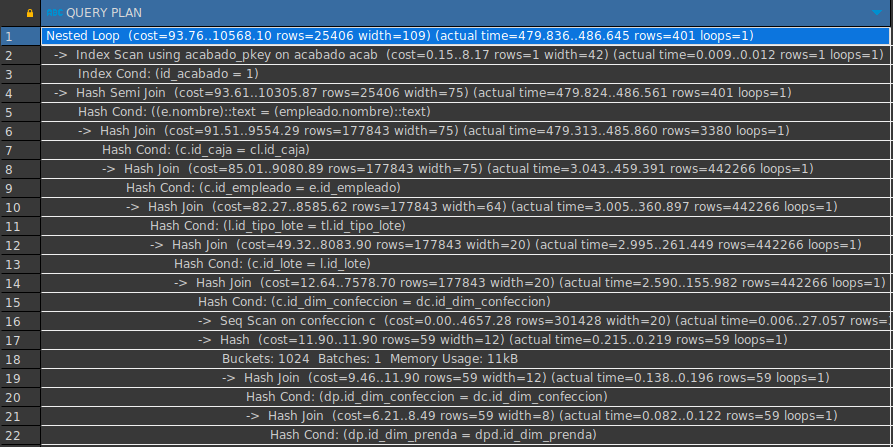 ABC QUERY PLAN
1 Nested Loop  (cost=93.76..10568.10 rows=25406 width=109) (actual time=479.836..486.645 rows=401 loops=1)
2 ->  Index Scan using acabado_pkey on acabado acab  (cost=0.15..8.17 rows=1 width=42) (actual time=0.009..0.012 rows=1 loops=1)
3 Index Cond: (id_acabado = 1)
4 ->  Hash Semi Join  (cost=93.61..10305.87 rows=25406 width=75) (actual time=479.824..486.561 rows=401 loops=1)
5 Hash Cond: ((e.nombre)::text = (empleado.nombre)::text)
6 ->  Hash Join  (cost=91.51..9554.29 rows=177843 width=75) (actual time=479.313..485.860 rows=3380 loops=1)
7 Hash Cond: (c.id_caja = cl.id_caja)
8 ->  Hash Join  (cost=85.01..9080.89 rows=177843 width=75) (actual time=3.043..459.391 rows=442266 loops=1)
9 Hash Cond: (c.id_empleado = e.id_empleado)
10 ->  Hash Join  (cost=82.27..8585.62 rows=177843 width=64) (actual time=3.005..360.897 rows=442266 loops=1)
11 Hash Cond: (l.id_tipo_lote = tl.id_tipo_lote)
12 ->  Hash Join  (cost=49.32..8083.90 rows=177843 width=20) (actual time=2.995..261.449 rows=442266 loops=1)
13 Hash Cond: (c.id_lote = l.id_lote)
14 ->  Hash Join  (cost=12.64..7578.70 rows=177843 width=20) (actual time=2.590..155.982 rows=442266 loops=1)
15 Hash Cond: (c.id_dim_confeccion = dc.id_dim_confeccion)
16 ->  Seq Scan on confeccion c  (cost=0.00..4657.28 rows=301428 width=20) (actual time=0.006..27.057 rows=
17 ->  Hash  (cost=11.90..11.90 rows=59 width=12) (actual time=0.215..0.219 rows=59 loops=1)
18 Buckets: 1024  Batches: 1  Memory Usage: 11kB
19 ->  Hash Join  (cost=9.46..11.90 rows=59 width=12) (actual time=0.138..0.196 rows=59 loops=1)
20 Hash Cond: (dp.id_dim_confeccion = dc.id_dim_confeccion)
21 ->  Hash Join  (cost=6.21..8.49 rows=59 width=8) (actual time=0.082..0.122 rows=59 loops=1)
22 Hash Cond: (dp.id_dim_prenda = dpd.id_dim_prenda)